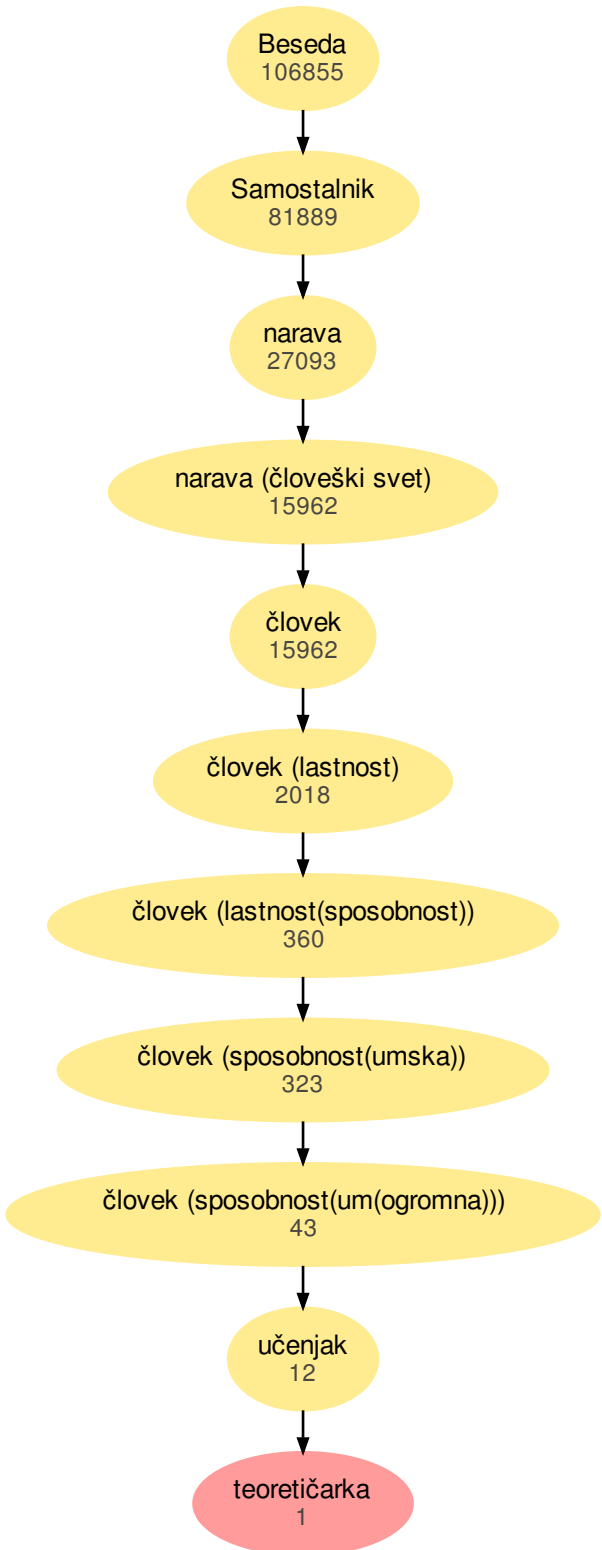 Beseda
106855
Samostalnik
81889
narava
27093
narava (človeški svet)
15962
človek
15962
človek (lastnost)
2018
človek (lastnost(sposobnost))
360
človek (sposobnost(umska))
323
človek (sposobnost(um(ogromna)))
43
učenjak
12
teoretičarka
1